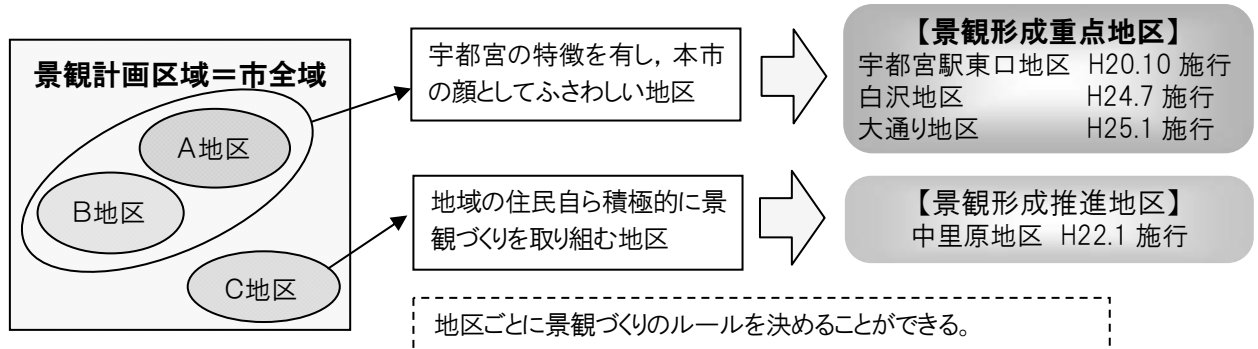 景観計画区域=市全域
A地区
B地区
C地区
宇都宮の特徴を有し,本市
の顔としてふさわしい地区
地域の住民自ら積極的に景
観づくりを取り組む地区
【景観形成重点地区】
宇都宮駅東口地区 H20.10 施行
白沢地区 H24.7 施行
大通り地区 H25.1 施行
【景観形成推進地区】
中里原地区 H22.1 施行
地区ごとに景観づくりのルールを決めることができる。